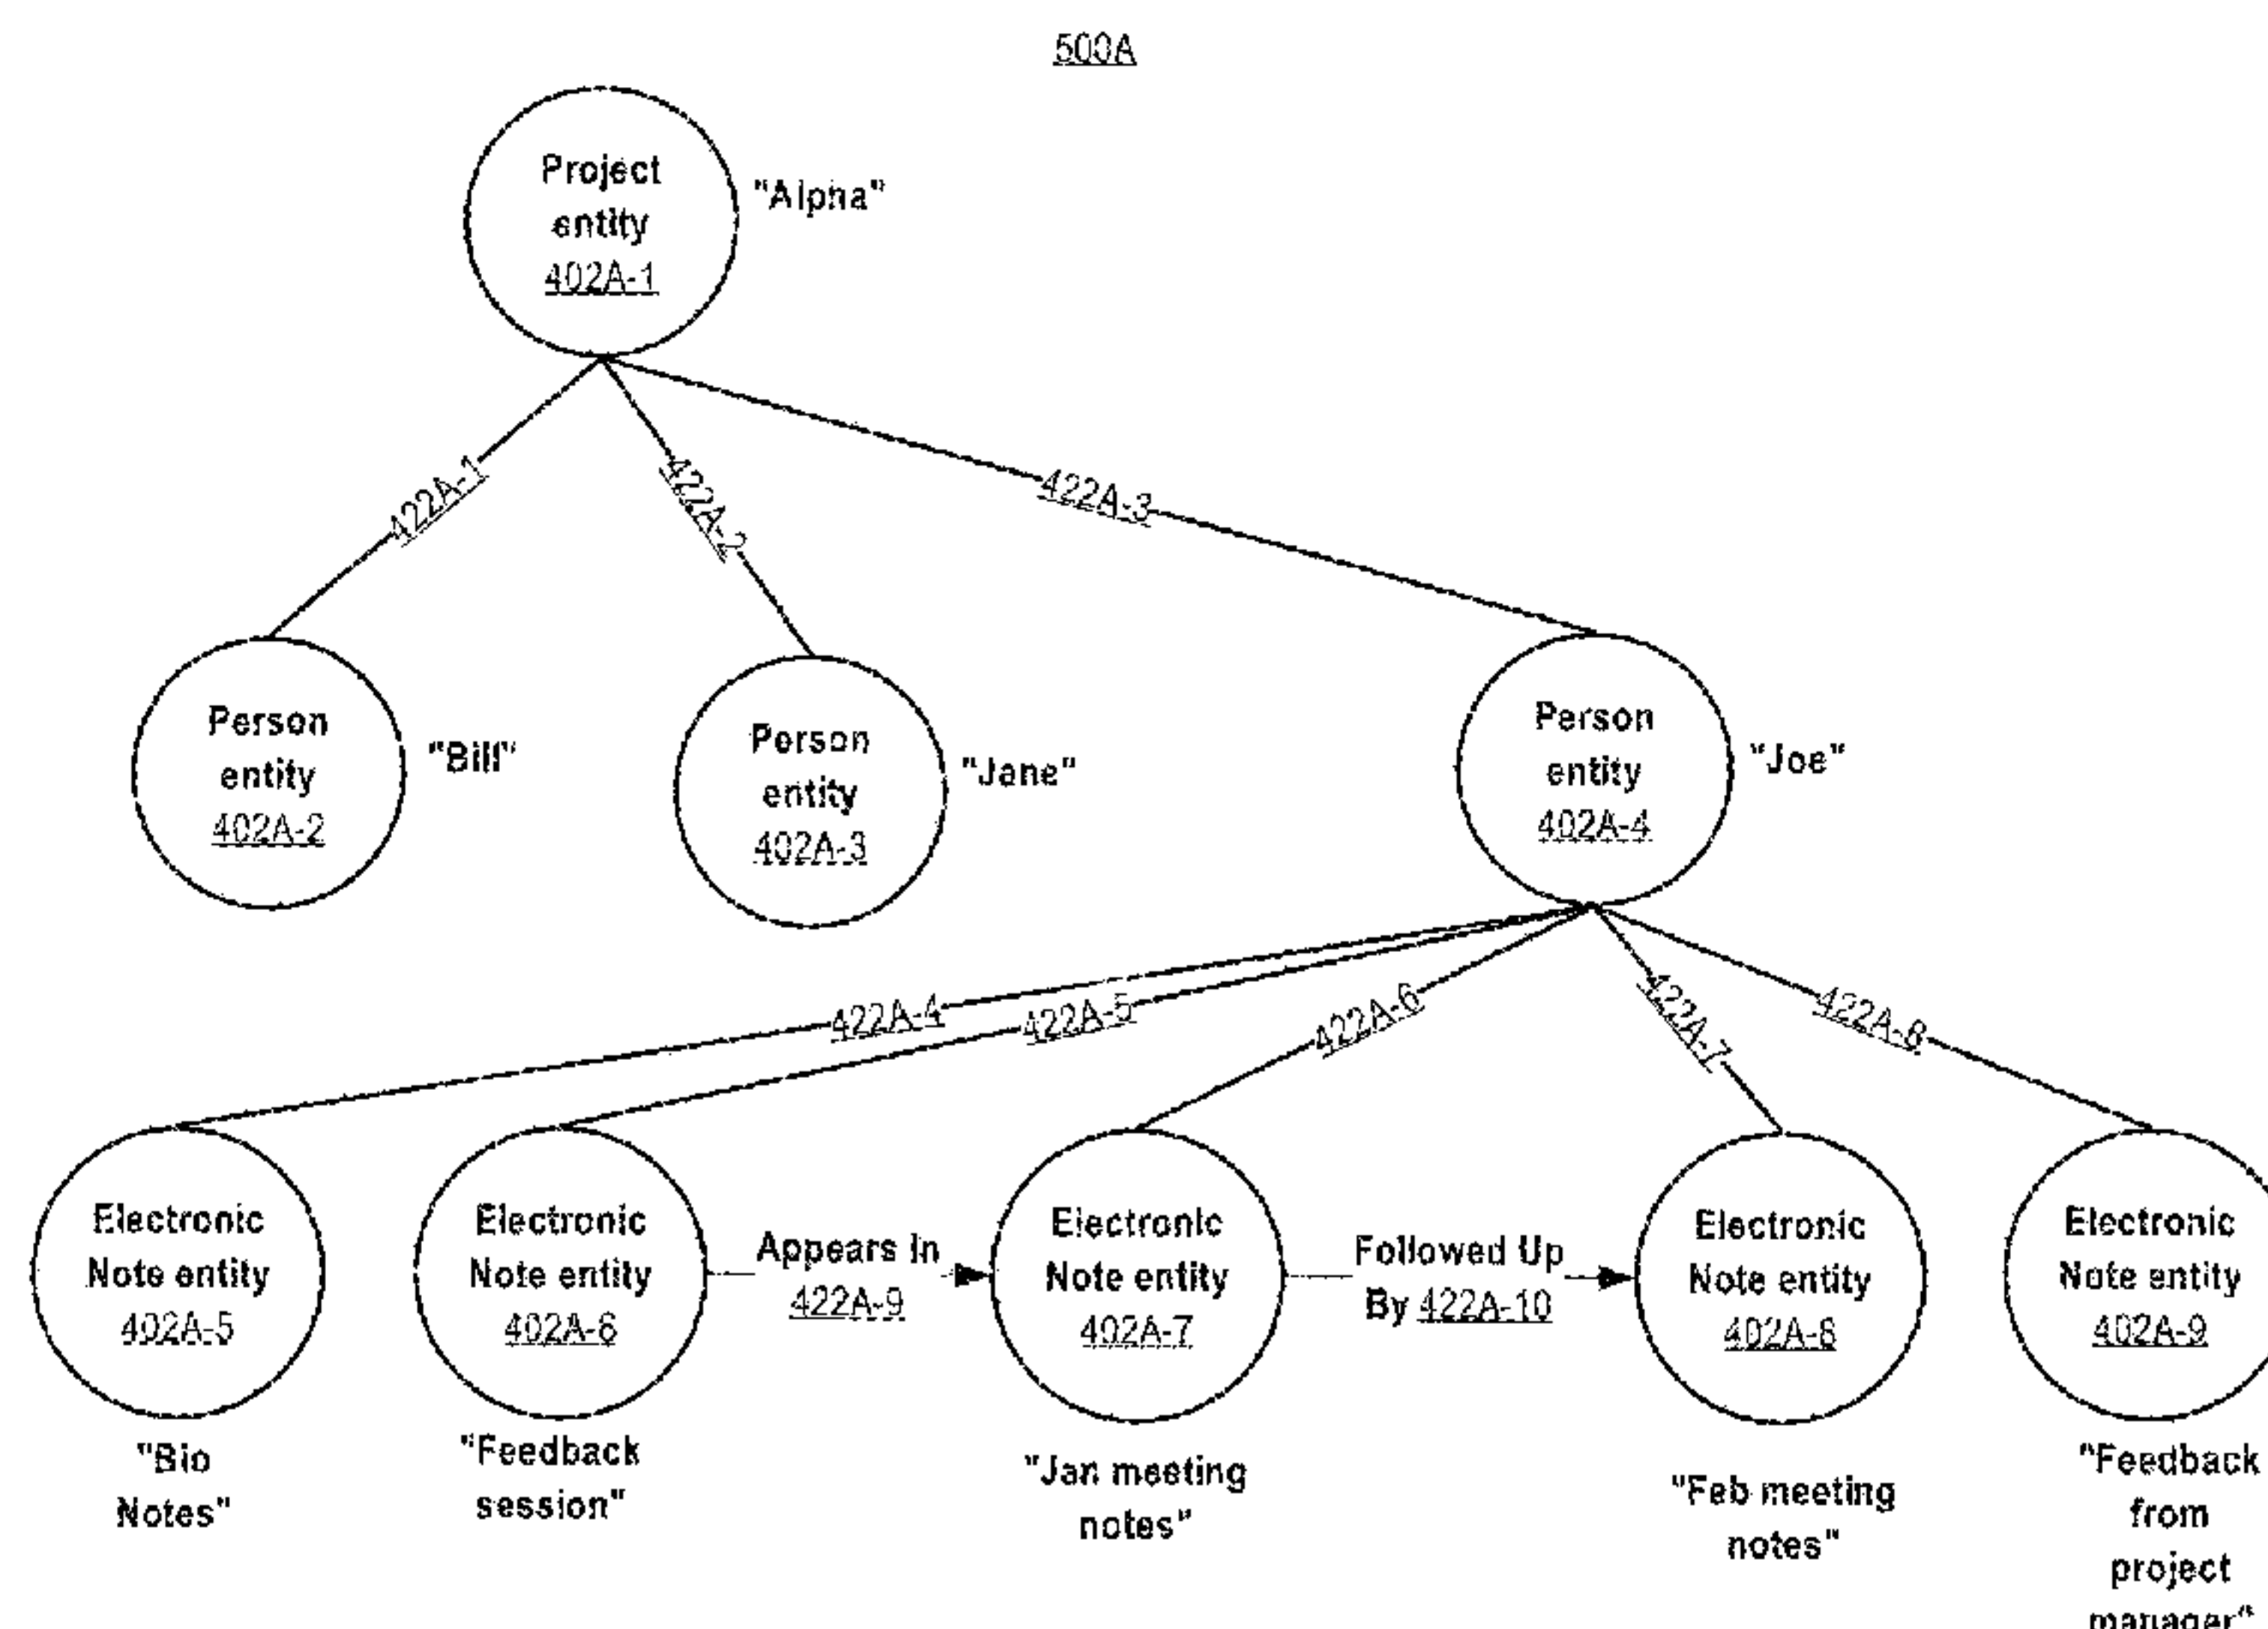 500A
Project
entity
402A-1
"Alpha"
422A-1
422A-2
422A-3
Person
entity
402A-2
"Bill"
Person
entity
402A-3
"Jane"
Person
entity
402A-4
"Joe"
422A-4
422A-5
422A-6
422A-7
422A-8
Electronic
Note entity
402A-5
"Bio
Notes"
Electronic
Note entity
402A-6
"Feedback
session"
Appears In
422A-9
Electronic
Note entity
402A-7
"Jan meeting
notes"
Followed Up
By 422A-10
Electronic
Note entity
402A-8
"Feb meeting
notes"
Electronic
Note entity
402A-9
"Feedback
from
project
manager"